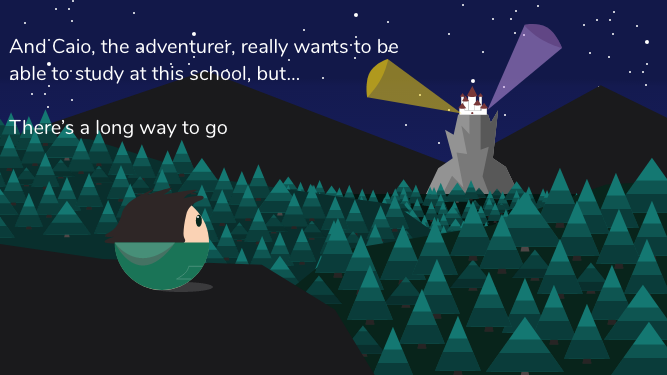 And Caio, the adventurer, really wants to be
able to study at this school, but...
There's a long way to go